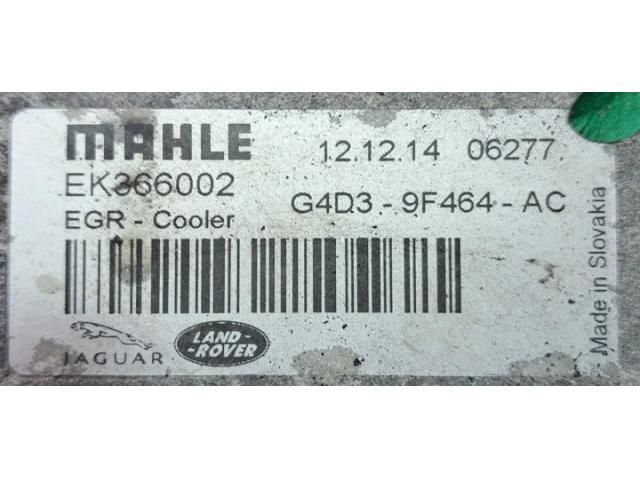 MAHLE 12.12.14 06277
EK366002
EGR - Cooler G4D3 - 9F464 - AC
JAGUAR
LAND-
-ROVER
Made in Slovakia